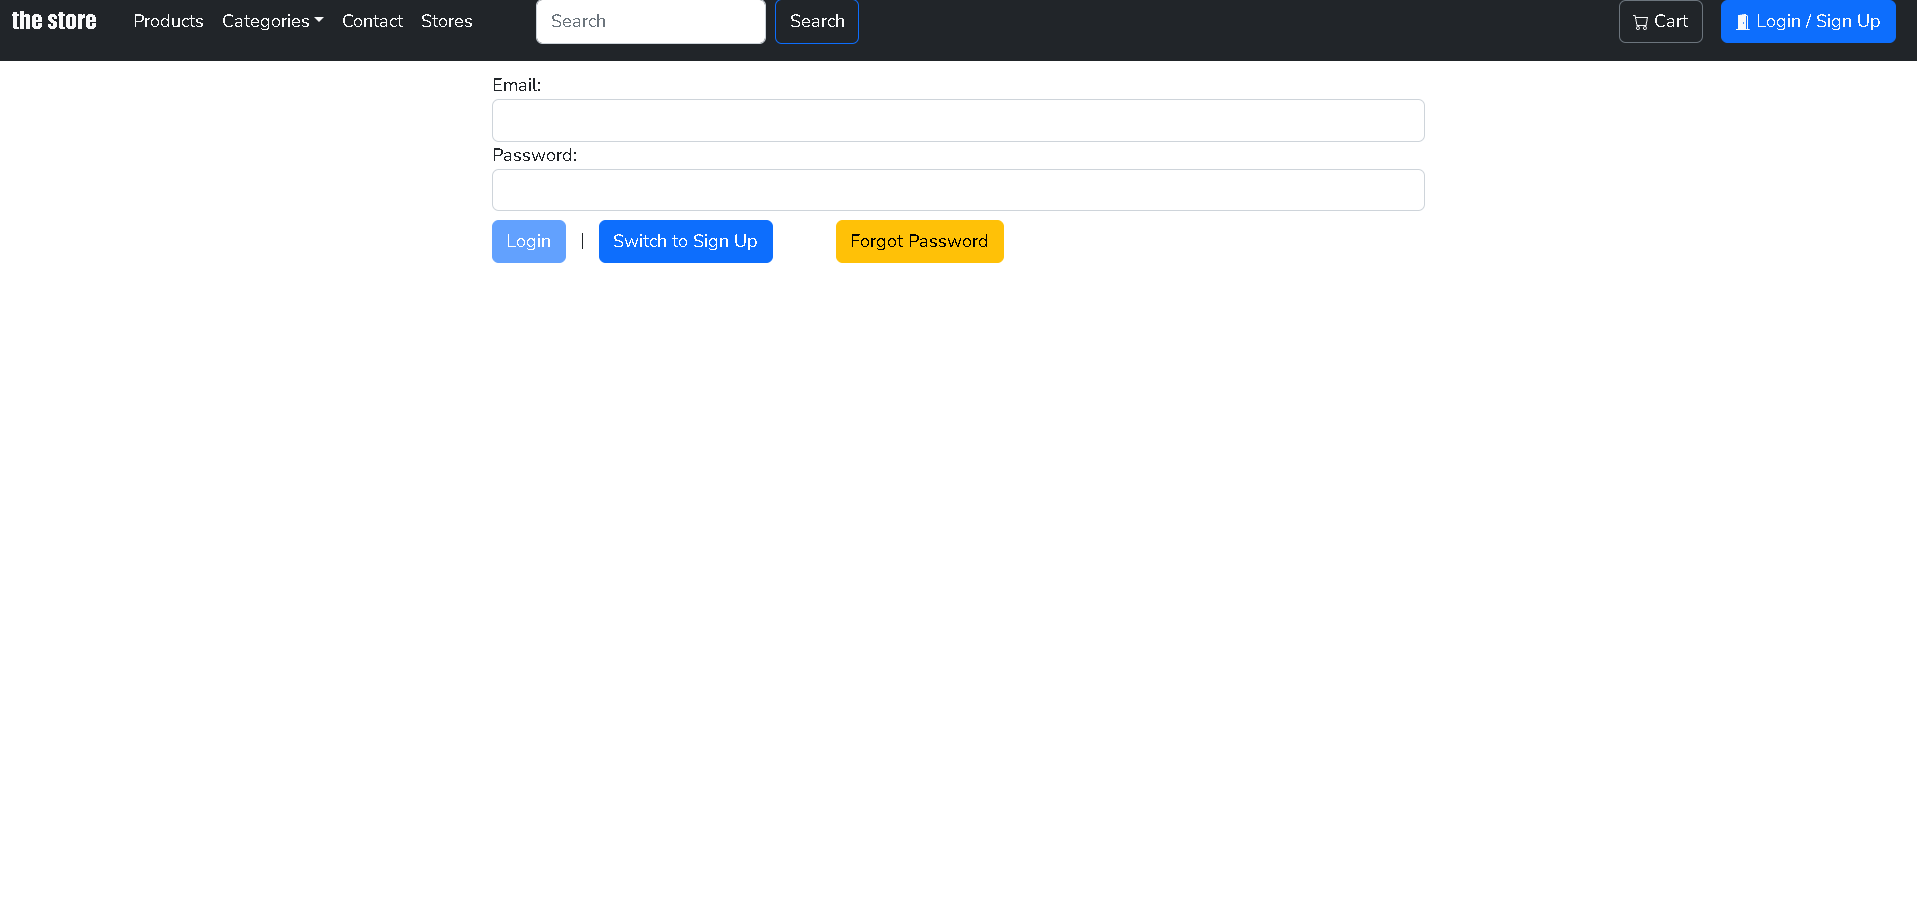 the store Products Categories Contact Stores Search Search Cart Login / Sign Up
Email:
Password:
Login | Switch to Sign Up Forgot Password